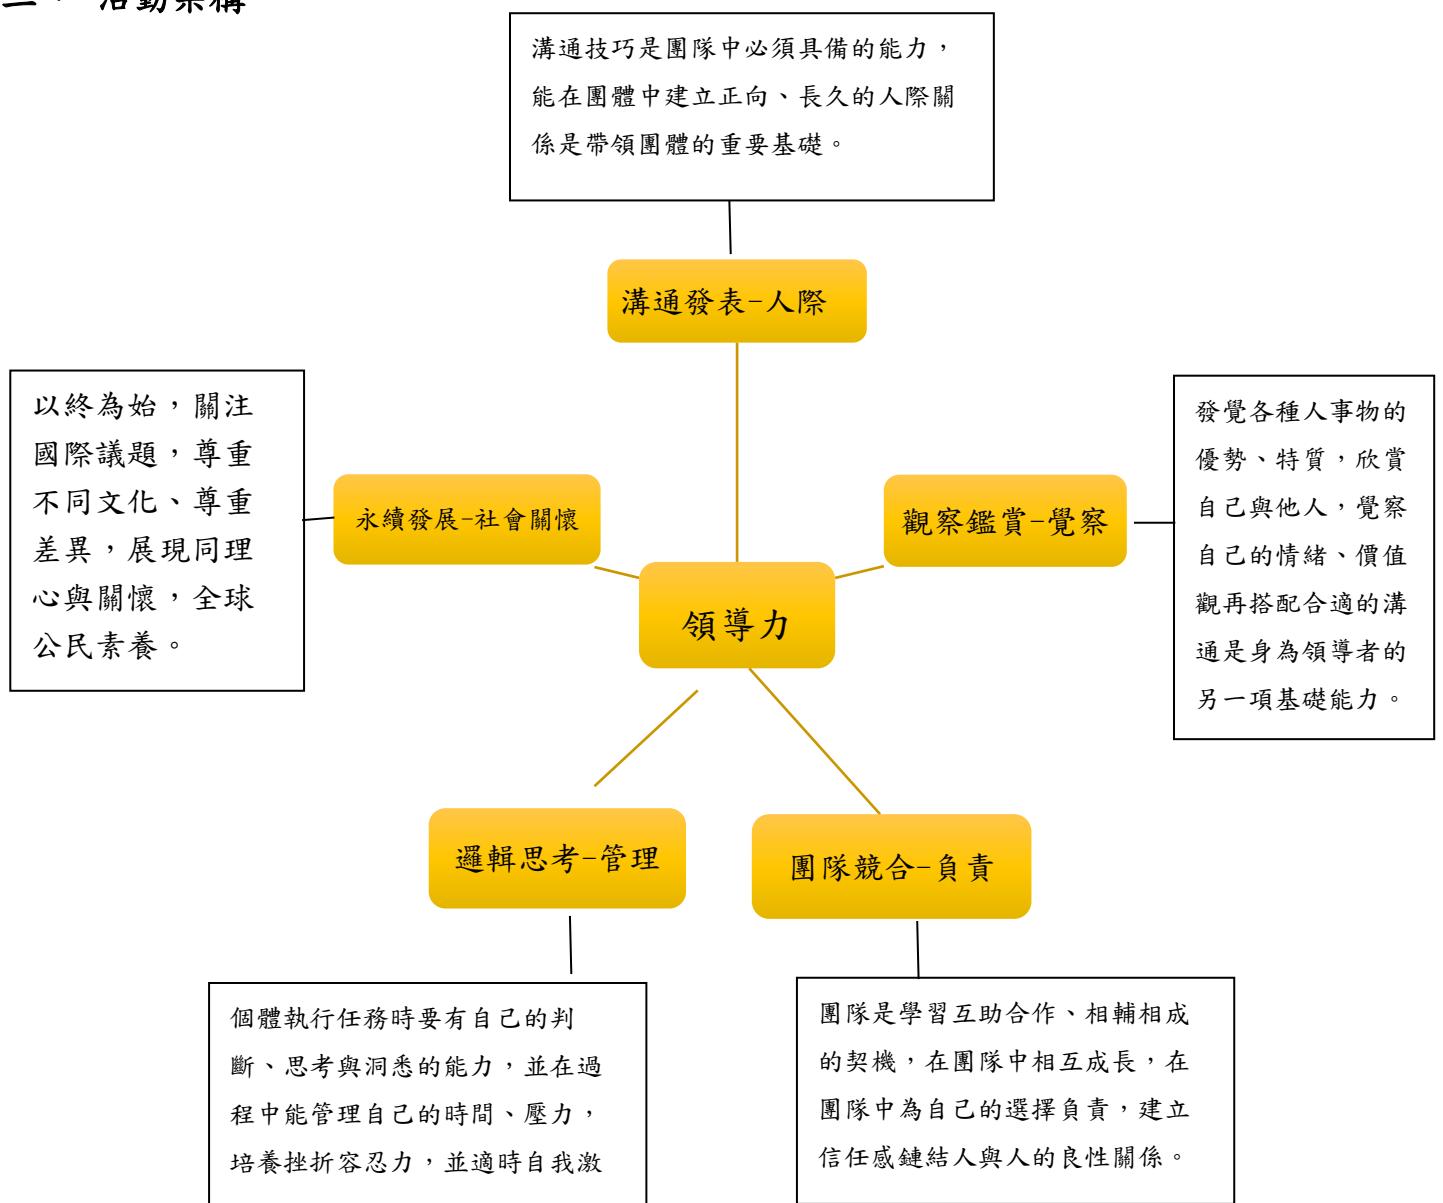 活動架構
溝通技巧是團隊中必須具備的能力，
能在團體中建立正向、長久的人際關
係是帶領團體的重要基礎。
溝通發表-人際
以終為始，關注
國際議題，尊重
不同文化、尊重
差異，展現同理
心與關懷，全球
公民素養。
永續發展-社會關懷
觀察鑑賞-覺察
發覺各種人事物的
優勢、特質，欣賞
自己與他人，覺察
自己的情緒、價值
觀再搭配合適的溝
通是身為領導者的
另一項基礎能力。
領導力
邏輯思考-管理
團隊競合-負責
個體執行任務時要有自己的判
斷、思考與洞悉的能力，並在過
程中能管理自己的時間、壓力，
培養挫折容忍力，並適時自我激
團隊是學習互助合作、相輔相成
的契機，在團隊中相互成長，在
團隊中為自己的選擇負責，建立
信任感鏈結人與人的良性關係。